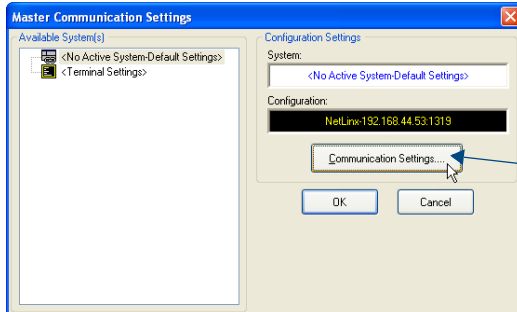 Master Communication Settings
Available System(s)
<No Active System-Default Settings>
<Terminal Settings>
Configuration Settings
System:
<No Active System-Default Settings>
Configuration:
NetLinx-192.168.44.53:1319
Communication Settings....
OK
Cancel